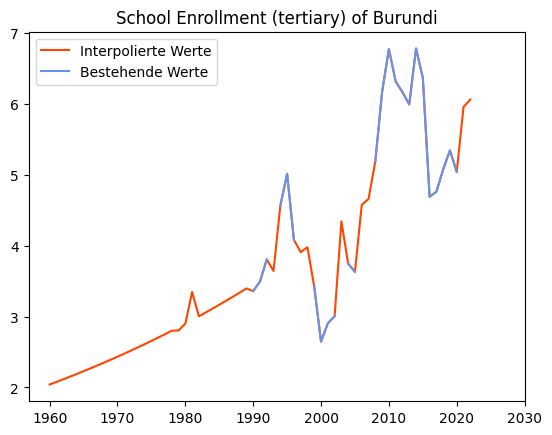 School Enrollment (tertiary) of Burundi
Interpolierte Werte
Bestehende Werte
7
6
5
4
3
2
1960 1970 1980 1990 2000 2010 2020 2030